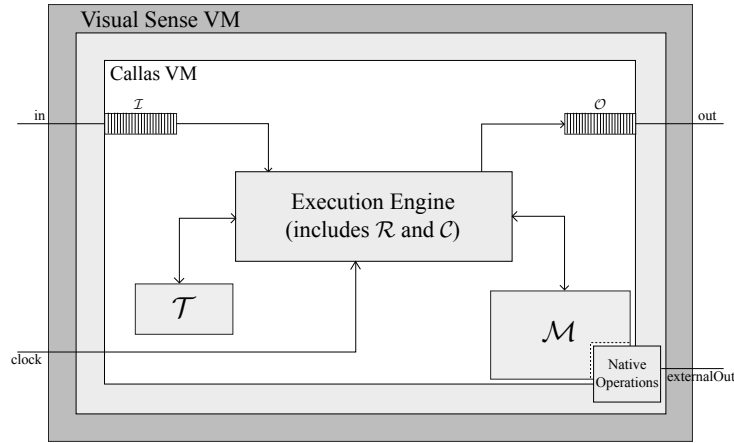 Visual Sense VM
Callas VM
ℐ
𝒪
in
out
Execution Engine
(includes ℛ and 𝒞)
𝒯
ℳ
clock
Native
Operations
externalOut